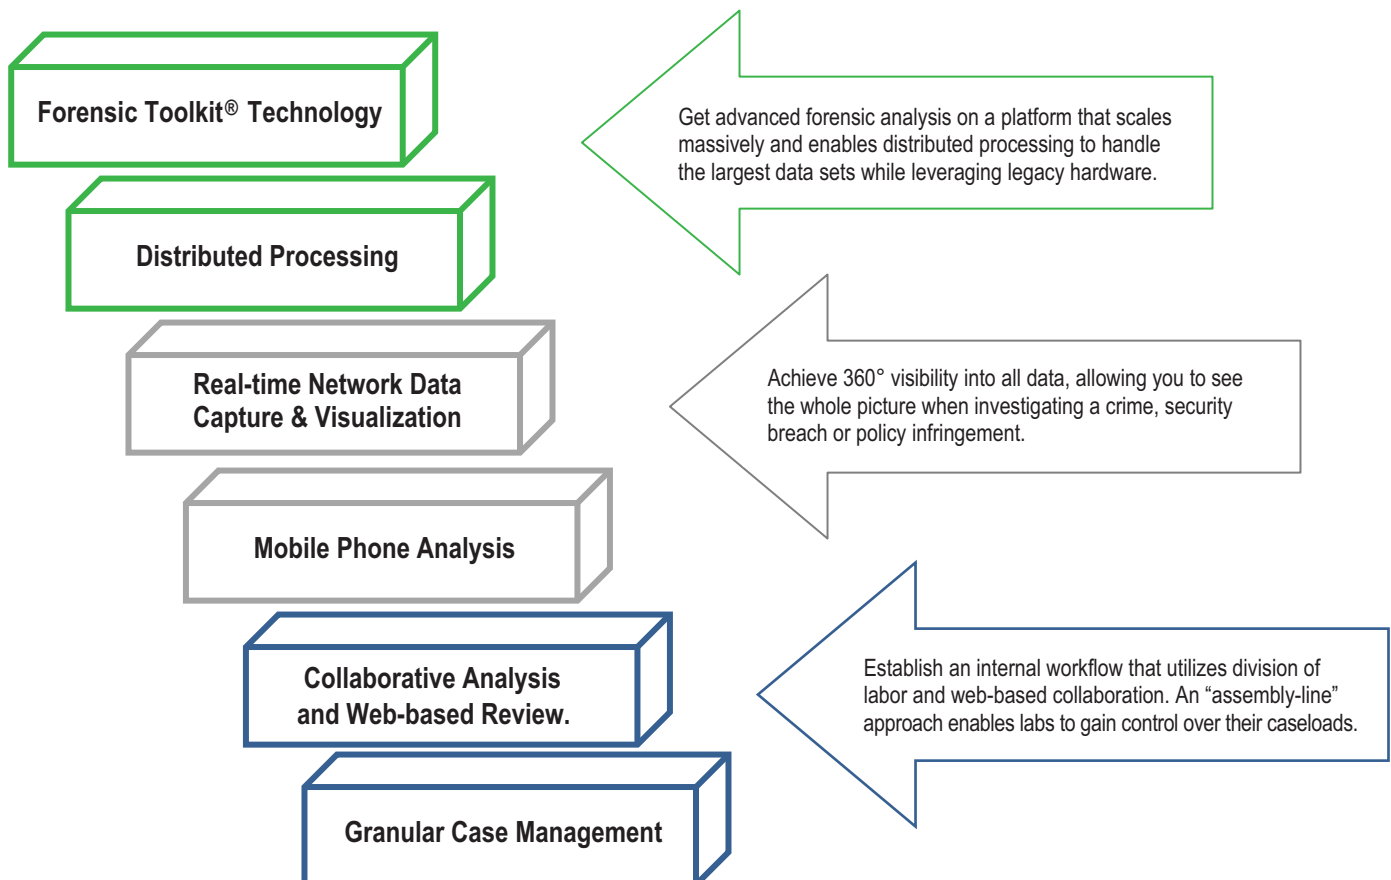 Forensic Toolkit® Technology
Get advanced forensic analysis on a platform that scales
massively and enables distributed processing to handle
the largest data sets while leveraging legacy hardware.
Distributed Processing
Real-time Network Data
Capture & Visualization
Achieve 360° visibility into all data, allowing you to see
the whole picture when investigating a crime, security
breach or policy infringement.
Mobile Phone Analysis
Collaborative Analysis
and Web-based Review.
Establish an internal workflow that utilizes division of
labor and web-based collaboration. An “assembly-line”
approach enables labs to gain control over their caseloads.
Granular Case Management